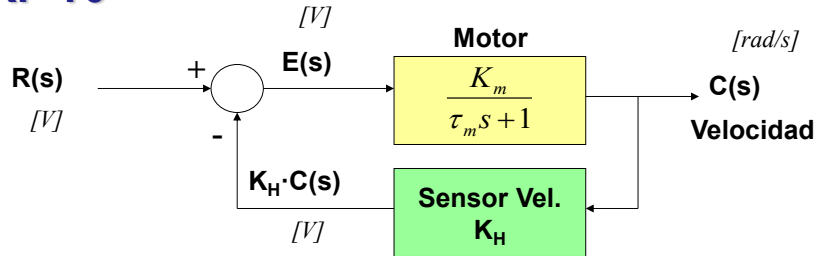 [V]
Motor
[rad/s]
R(s)
+
E(s)
K_m
τ_m s + 1
C(s)
[V]
-
Velocidad
K_H·C(s)
Sensor Vel.
[V]
K_H